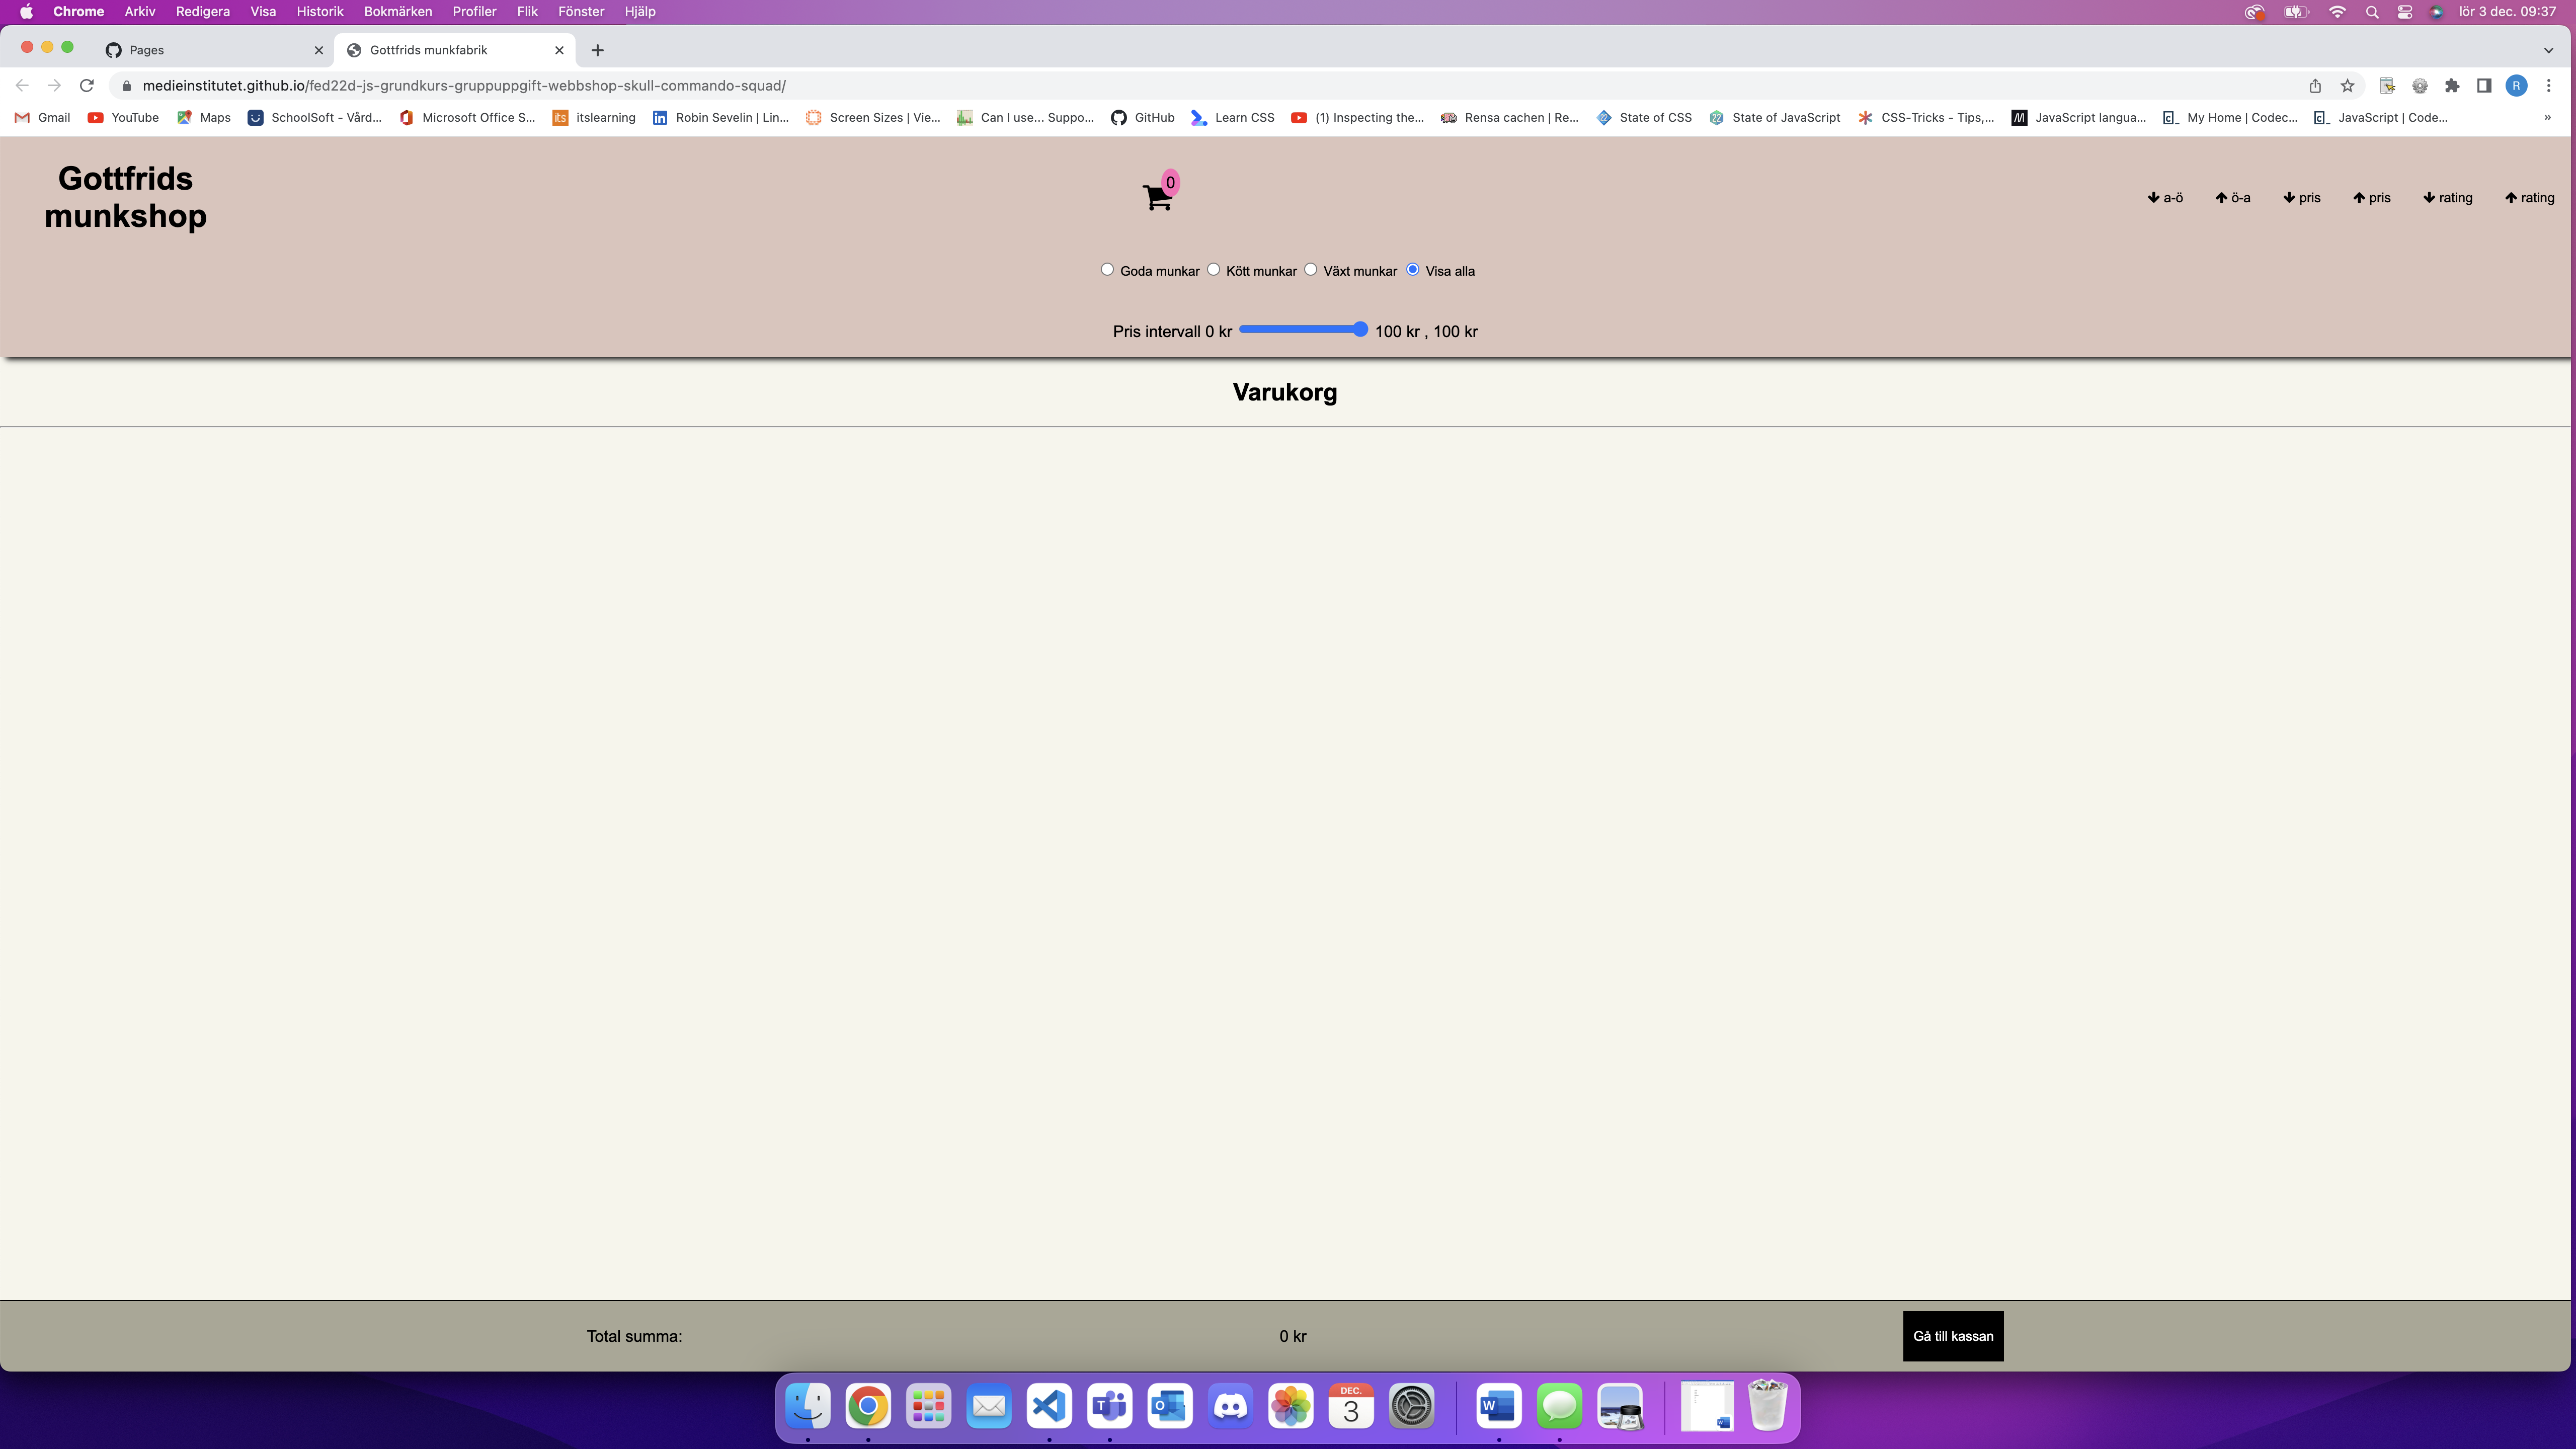 Chrome Arkiv Redigera Visa Historik Bokmärken Profiler Flik Fönster Hjälp lör 3 dec. 09:37
Pages Gottfrids munkfabrik
medieinstitutet.github.io/fed22d-js-grundkurs-gruppuppgift-webbshop-skull-commando-squad/ R
Gmail YouTube Maps SchoolSoft - Vård... Microsoft Office S... its itslearning Robin Sevelin | Lin... Screen Sizes | Vie... Can I use... Suppo... GitHub Learn CSS (1) Inspecting the... Rensa cachen | Re... State of CSS State of JavaScript CSS-Tricks - Tips,... JavaScript langua... My Home | Codec... JavaScript | Code... »
Gottfrids
munkshop
0
a-ö ö-a pris pris rating rating
Goda munkar Kött munkar Växt munkar Visa alla
Pris intervall 0 kr 100 kr , 100 kr
Varukorg
Total summa: 0 kr Gå till kassan
DEC.
3